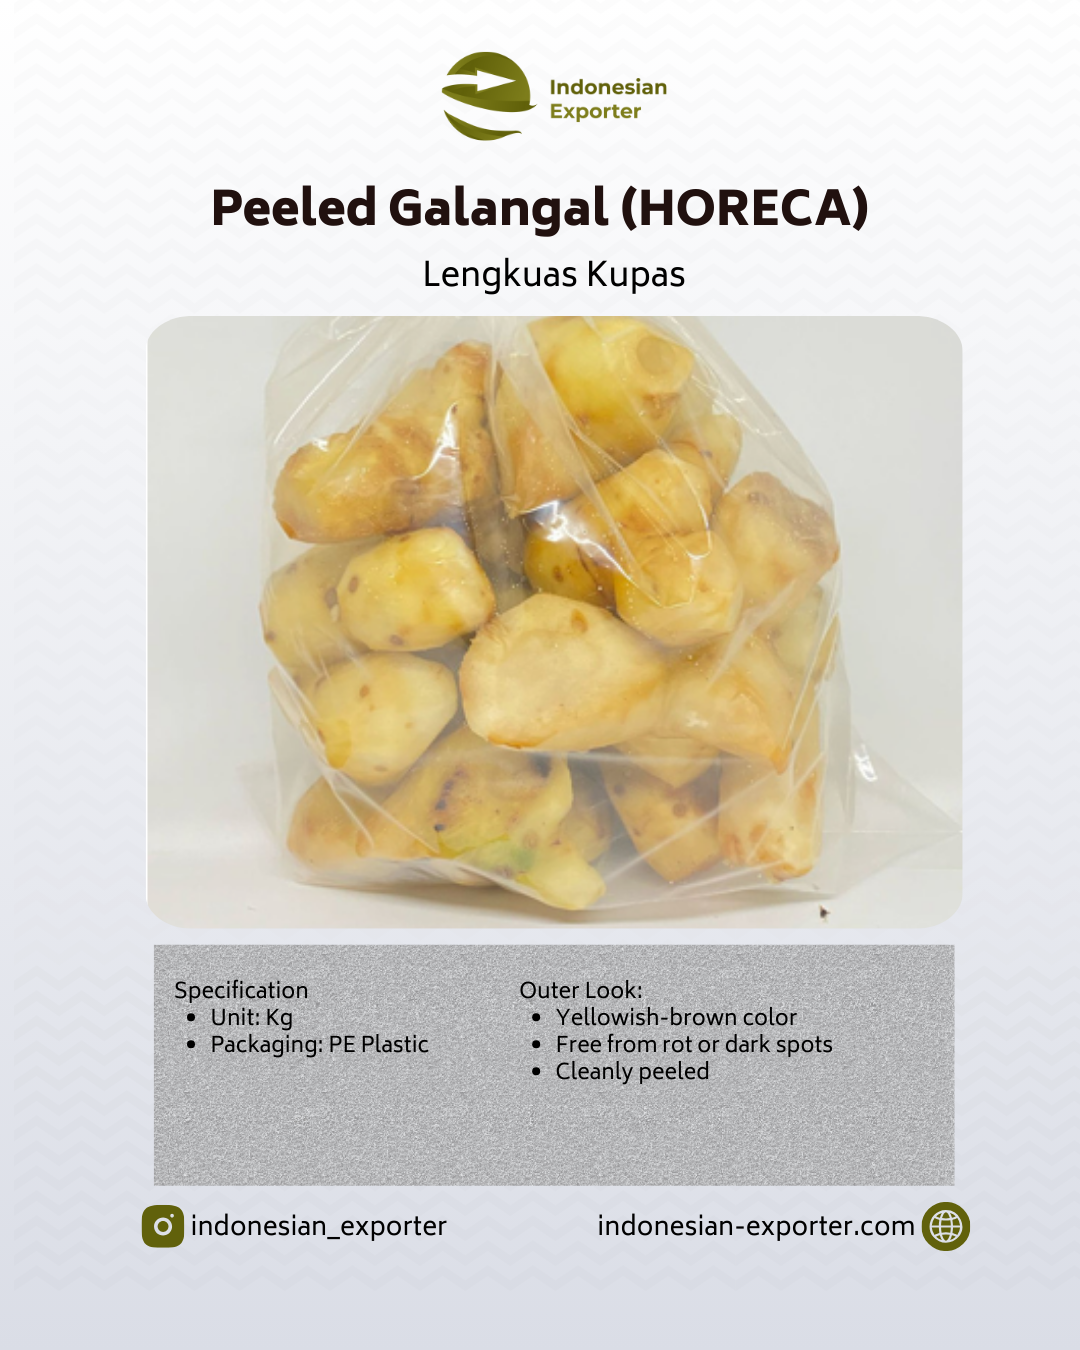 Indonesian
Exporter
Peeled Galangal (HORECA)
Lengkuas Kupas
Specification
• Unit: Kg
• Packaging: PE Plastic
Outer Look:
• Yellowish-brown color
• Free from rot or dark spots
• Cleanly peeled
indonesian_exporter
indonesian-exporter.com